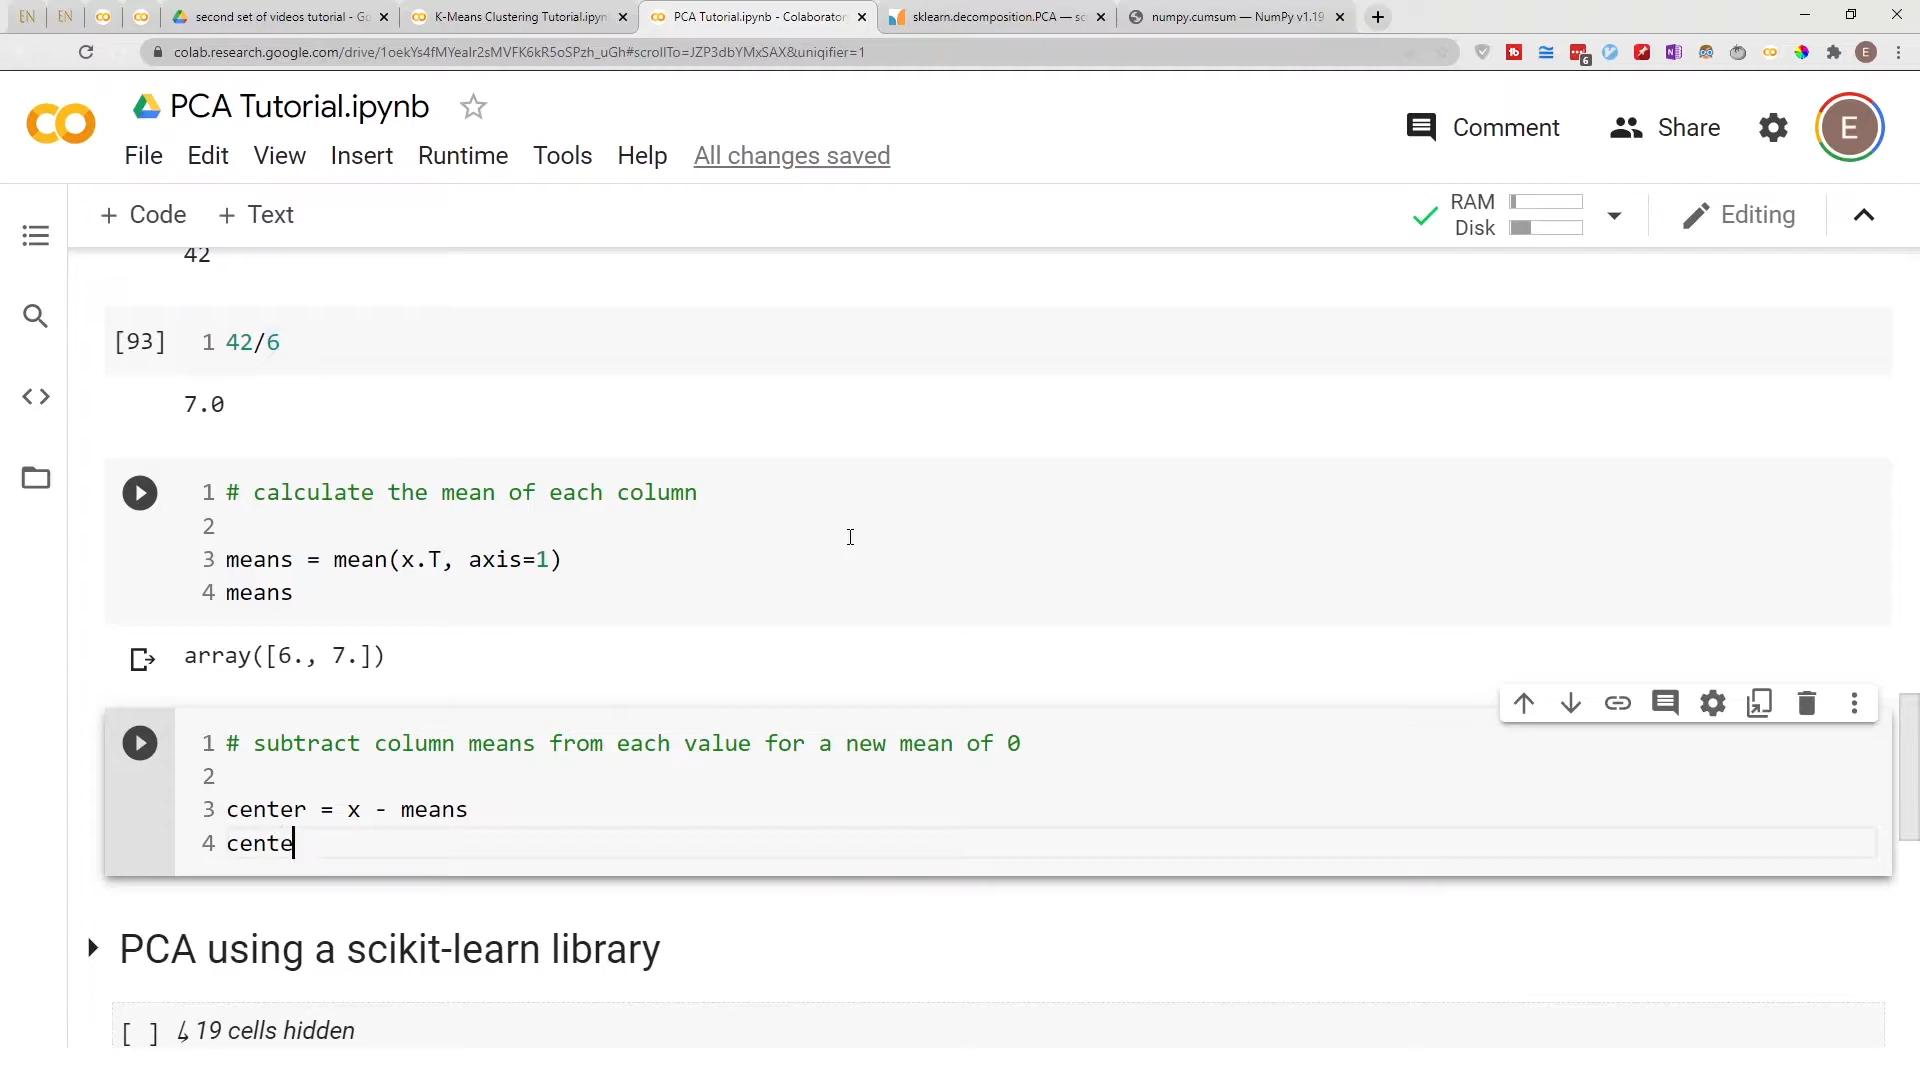 EN
EN
second set of videos tutorial - Go
K-Means Clustering Tutorial.ipyn
PCA Tutorial.ipynb - Colaborator
sklearn.decomposition.PCA — sc
numpy.cumsum — NumPy v1.19
colab.research.google.com/drive/1oekYs4fMYealr2sMVFK6kR5oSPzh_uGh#scrollTo=JZP3dbYMxSAX&uniqifier=1
6
E
PCA Tutorial.ipynb
Comment
Share
E
File Edit View Insert Runtime Tools Help All changes saved
+ Code + Text
RAM
Disk
Editing
42
[93] 1 42/6
7.0
1 # calculate the mean of each column
2
3 means = mean(x.T, axis=1)
4 means
array([6., 7.])
1 # subtract column means from each value for a new mean of 0
2
3 center = x - means
4 cente
PCA using a scikit-learn library
[ ] ↳ 19 cells hidden